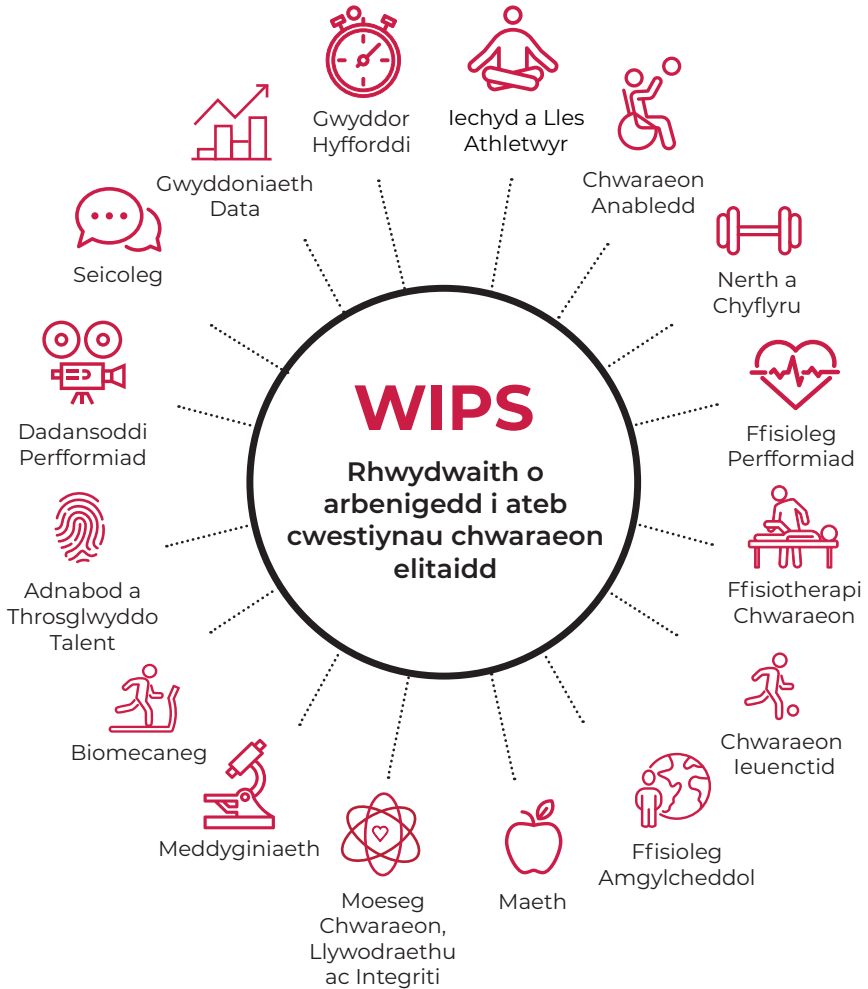 WIPS
Rhwydwaith o
arbenigedd i ateb
cwestiynau chwaraeon
elitaidd
Gwyddor
Hyfforddi
Iechyd a Lles
Athletwyr
Chwaraeon
Anabledd
Nerth a
Chyflyru
Ffisioleg
Perfformiad
Ffisiotherapi
Chwaraeon
Chwaraeon
Ieuenctid
Ffisioleg
Amgylcheddol
Maeth
Moeseg
Chwaraeon,
Llywodraethu
ac Integriti
Meddyginiaeth
Biomecaneg
Adnabod a
Throsglwyddo
Talent
Dadansoddi
Perfformiad
Seicoleg
Gwyddoniaeth
Data